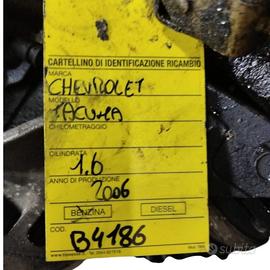 CARTELLINO DI IDENTIFICAZIONE RICAMBIO
MARCA
CHEVROLET
MODELLO
TACUMA
CHILOMETRAGGIO
CILINDRATA
1.6
ANNO DI PRODUZIONE
2006
BENZINA DIESEL
COD.
B4186
subito